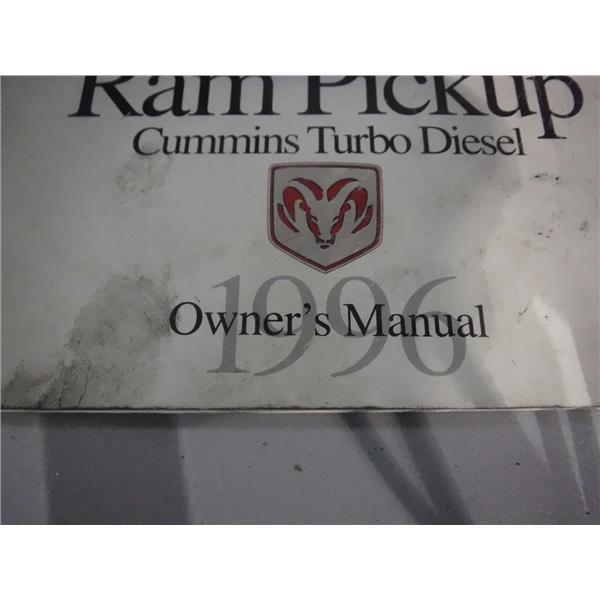 Ram Pickup
Cummins Turbo Diesel
1996
Owner's Manual